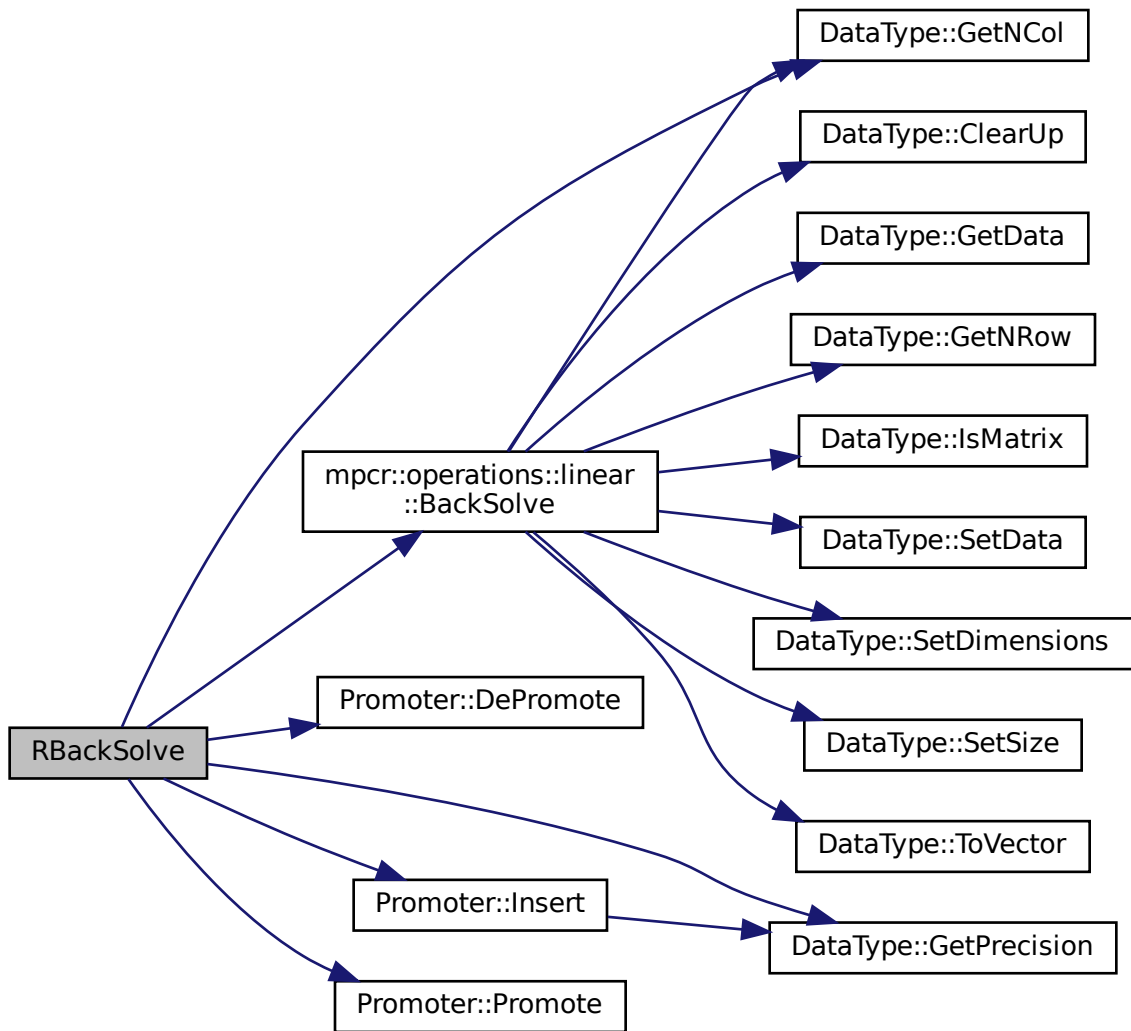 DataType::GetNCol
DataType::ClearUp
DataType::GetData
DataType::GetNRow
DataType::IsMatrix
mpcr::operations::linear
::BackSolve
DataType::SetData
DataType::SetDimensions
Promoter::DePromote
RBackSolve
DataType::SetSize
DataType::ToVector
Promoter::Insert
DataType::GetPrecision
Promoter::Promote